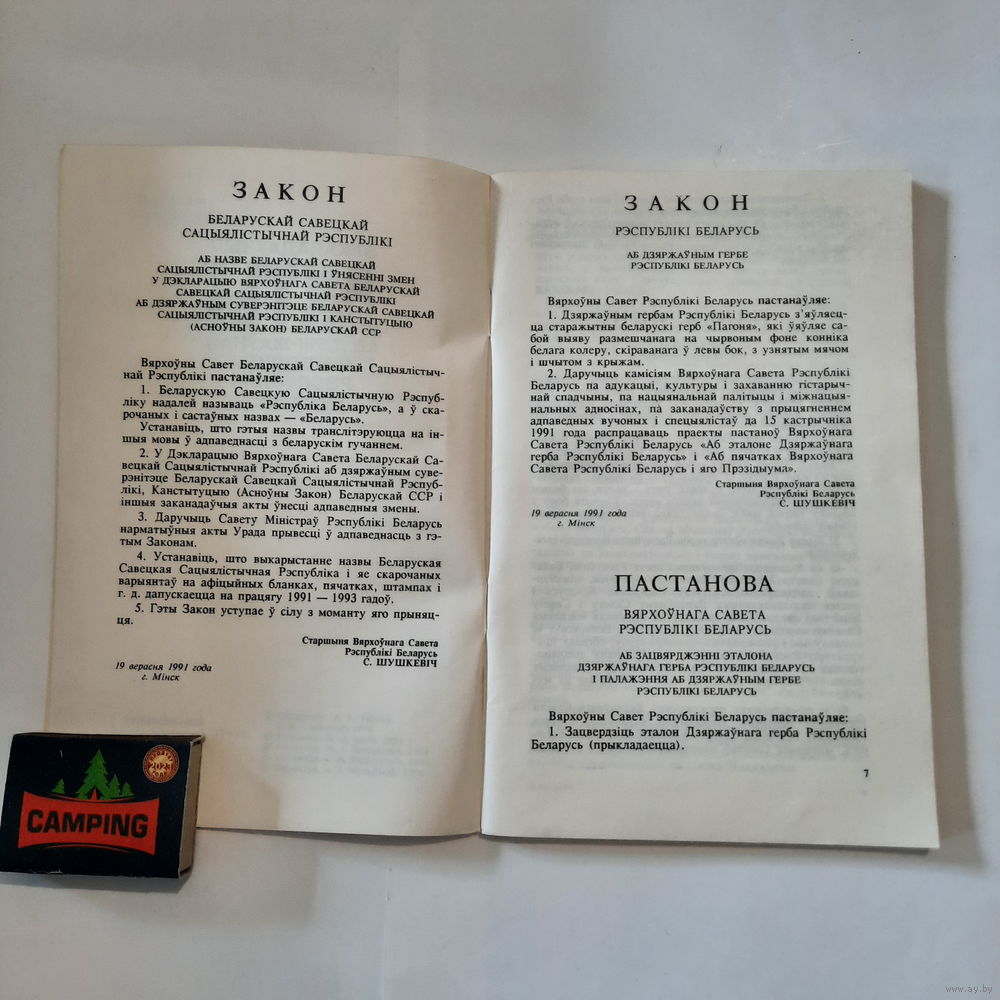 ЗАКОН
БЕЛАРУСКАЙ САВЕЦКАЙ
САЦЫЯЛІСТЫЧНАЙ РЭСПУБЛІКІ
АБ НАЗВЕ БЕЛАРУСКАЙ САВЕЦКАЙ
САЦЫЯЛІСТЫЧНАЙ РЭСПУБЛІКІ І ЎНЯСЕННІ ЗМЕН
У ДЭКЛАРАЦЫЮ ВЯРХОЎНАГА САВЕТА БЕЛАРУСКАЙ
САВЕЦКАЙ САЦЫЯЛІСТЫЧНАЙ РЭСПУБЛІКІ
АБ ДЗЯРЖАЎНЫМ СУВЕРЭНІТЭЦЕ БЕЛАРУСКАЙ САВЕЦКАЙ
САЦЫЯЛІСТЫЧНАЙ РЭСПУБЛІКІ І КАНСТЫТУЦЫЮ
(АСНОЎНЫ ЗАКОН) БЕЛАРУСКАЙ ССР
Вярхоўны Савет Беларускай Савецкай Сацыялістыч-
най Рэспублікі пастанаўляе:
1. Беларускую Савецкую Сацыялістычную Рэспуб-
ліку надалей называць «Рэспубліка Беларусь», а ў ска-
рочаных і састаўных назвах — «Беларусь».
Устанавіць, што гэтыя назвы транслітэруюцца на ін-
шыя мовы ў адпаведнасці з беларускім гучаннем.
2. У Дэкларацыю Вярхоўнага Савета Беларускай Са-
вецкай Сацыялістычнай Рэспублікі аб дзяржаўным суве-
рэнітэце Беларускай Савецкай Сацыялістычнай Рэспуб-
лікі, Канстытуцыю (Асноўны Закон) Беларускай ССР і
іншыя заканадаўчыя акты ўнесці адпаведныя змены.
3. Даручыць Савету Міністраў Рэспублікі Беларусь
нарматыўныя акты Урада прывесці ў адпаведнасць з гэ-
тым Законам.
4. Устанавіць, што выкарыстанне назвы Беларуская
Савецкая Сацыялістычная Рэспубліка і яе скарочаных
варыянтаў на афіцыйных бланках, пячатках, штампах і
г. д. дапускаецца на працягу 1991 — 1993 гадоў.
5. Гэты Закон уступае ў сілу з моманту яго прыняц-
ця.
Старшыня Вярхоўнага Савета
Рэспублікі Беларусь
С. ШУШКЕВІЧ
19 верасня 1991 года
г. Мінск
ЗАКОН
РЭСПУБЛІКІ БЕЛАРУСЬ
АБ ДЗЯРЖАЎНЫМ ГЕРБЕ
РЭСПУБЛІКІ БЕЛАРУСЬ
Вярхоўны Савет Рэспублікі Беларусь пастанаўляе:
1. Дзяржаўным гербам Рэспублікі Беларусь з'яўляец-
ца старажытны беларускі герб «Пагоня», які ўяўляе са-
бой выяву размешчанага на чырвоным фоне конніка
белага колеру, скіраванага ў левы бок, з узнятым мячом
і шчытом з крыжам.
2. Даручыць камісіям Вярхоўнага Савета Рэспублікі
Беларусь па адукацыі, культуры і захаванню гістарыч-
най спадчыны, па нацыянальнай палітыцы і міжнацыя-
нальных адносінах, па заканадаўству з прыцягненнем
адпаведных вучоных і спецыялістаў да 15 кастрычніка
1991 года распрацаваць праекты пастаноў Вярхоўнага
Савета Рэспублікі Беларусь «Аб эталоне Дзяржаўнага
герба Рэспублікі Беларусь» і «Аб пячатках Вярхоўнага
Савета Рэспублікі Беларусь і яго Прэзідыума».
Старшыня Вярхоўнага Савета
Рэспублікі Беларусь
С. ШУШКЕВІЧ
19 верасня 1991 года
г. Мінск
ПАСТАНОВА
ВЯРХОЎНАГА САВЕТА
РЭСПУБЛІКІ БЕЛАРУСЬ
АБ ЗАЦВЯРДЖЭННІ ЭТАЛОНА
ДЗЯРЖАЎНАГА ГЕРБА РЭСПУБЛІКІ БЕЛАРУСЬ
І ПАЛАЖЭННЯ АБ ДЗЯРЖАЎНЫМ ГЕРБЕ
РЭСПУБЛІКІ БЕЛАРУСЬ
Вярхоўны Савет Рэспублікі Беларусь пастанаўляе:
1. Зацвердзіць эталон Дзяржаўнага герба Рэспублікі
Беларусь (прыкладаецца).
7
CAMPING
www.ay.by